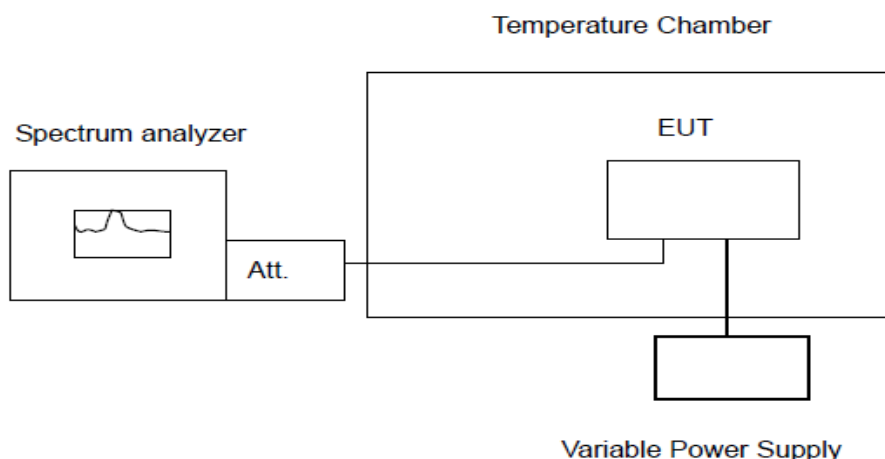 Temperature Chamber
Spectrum analyzer
EUT
Att.
Variable Power Supply